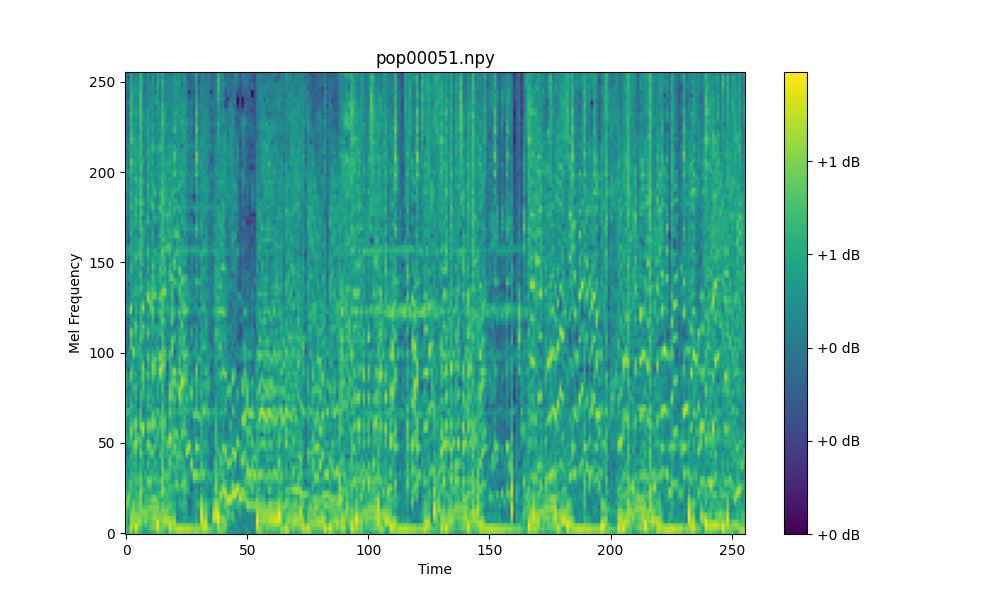 pop00051.npy
Mel Frequency
250
200
150
100
50
0
0 50 100 150 200 250
Time
+1 dB
+1 dB
+0 dB
+0 dB
+0 dB